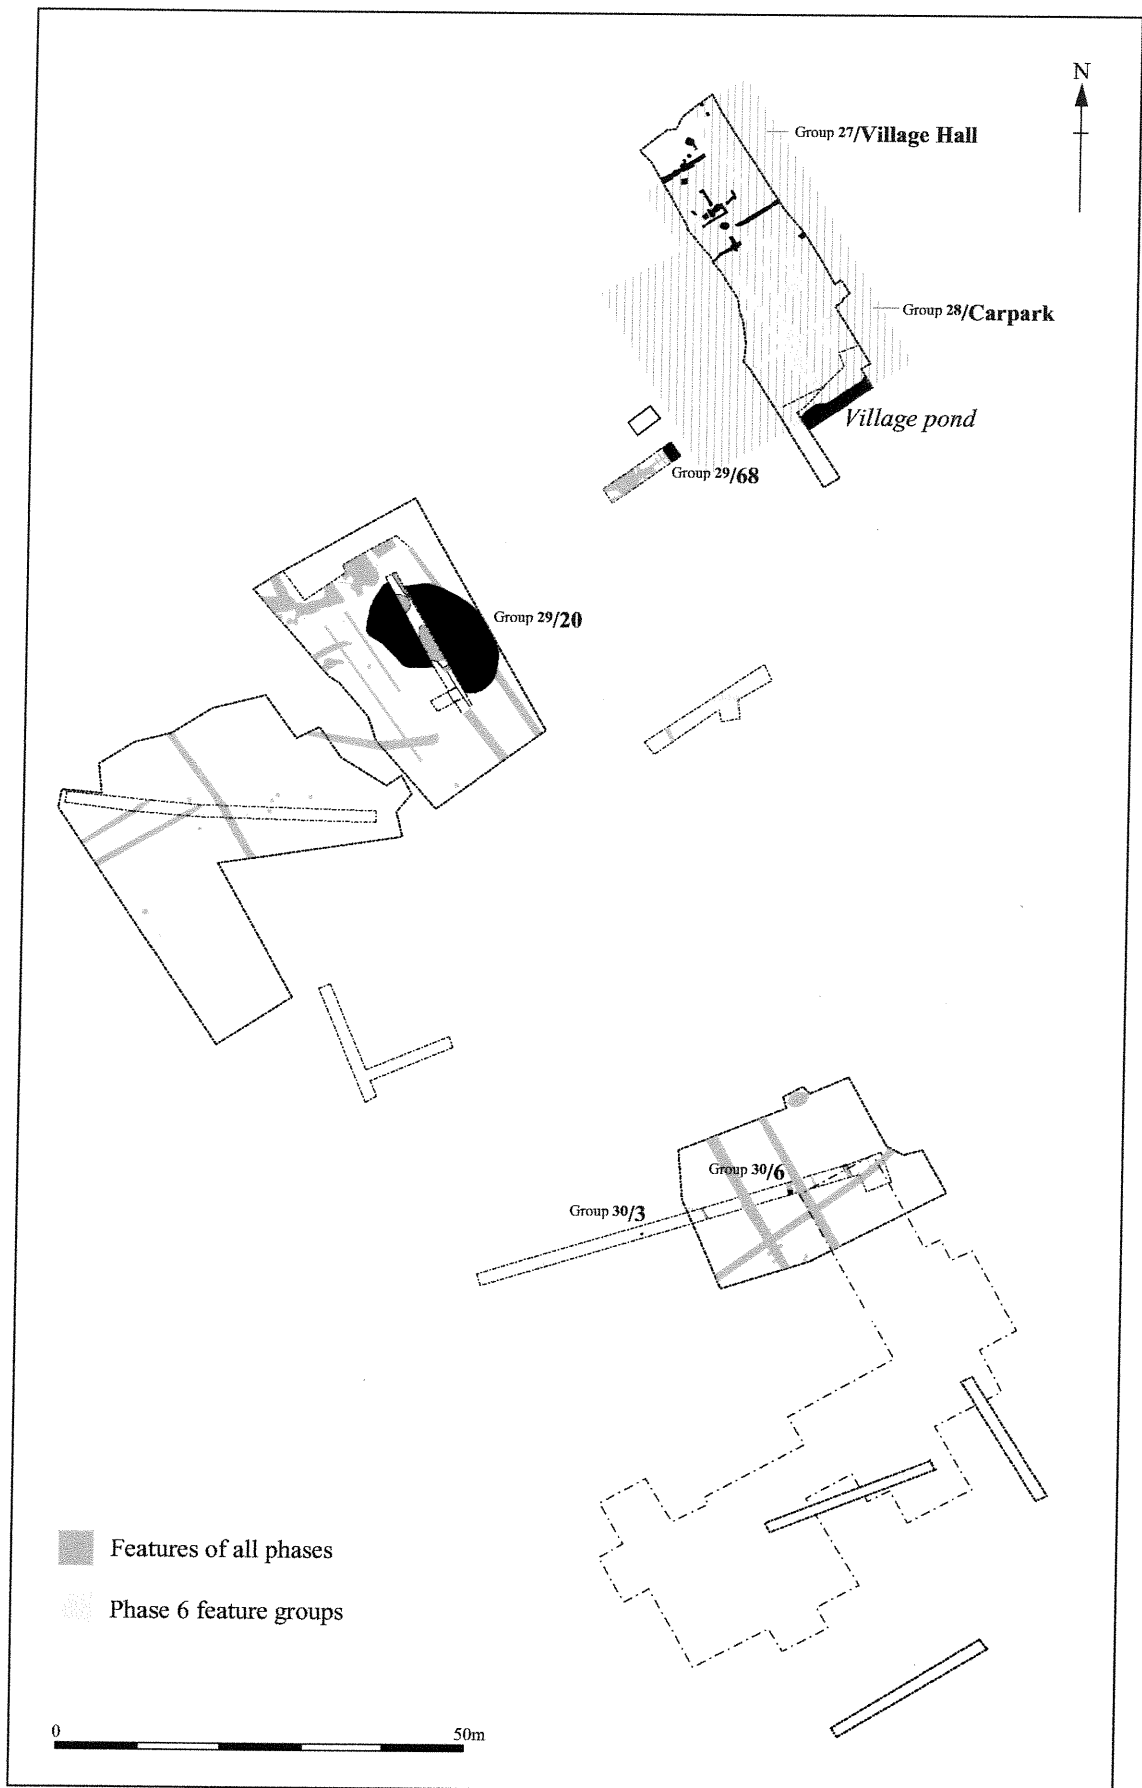 N
Group 27/Village Hall
Group 28/Carpark
Village pond
Group 29/68
Group 29/20
Group 30/6
Group 30/3
Features of all phases
Phase 6 feature groups
0 50m